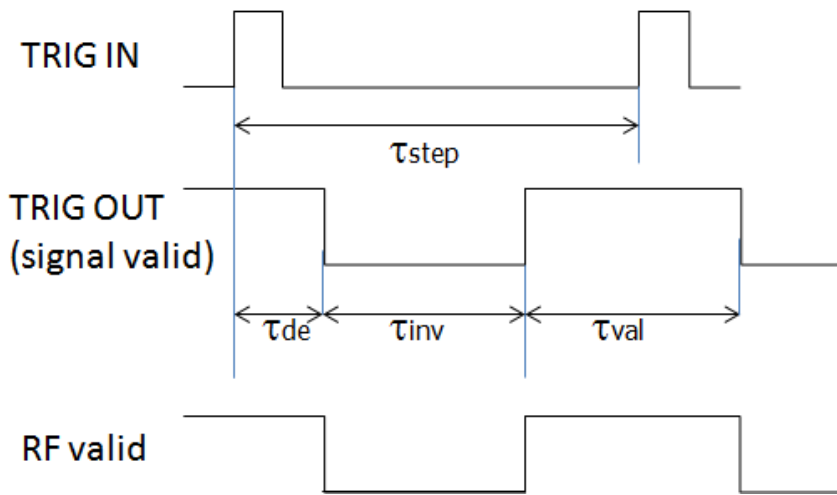 TRIG IN
τstep
TRIG OUT
(signal valid)
τde
τinv
τval
RF valid